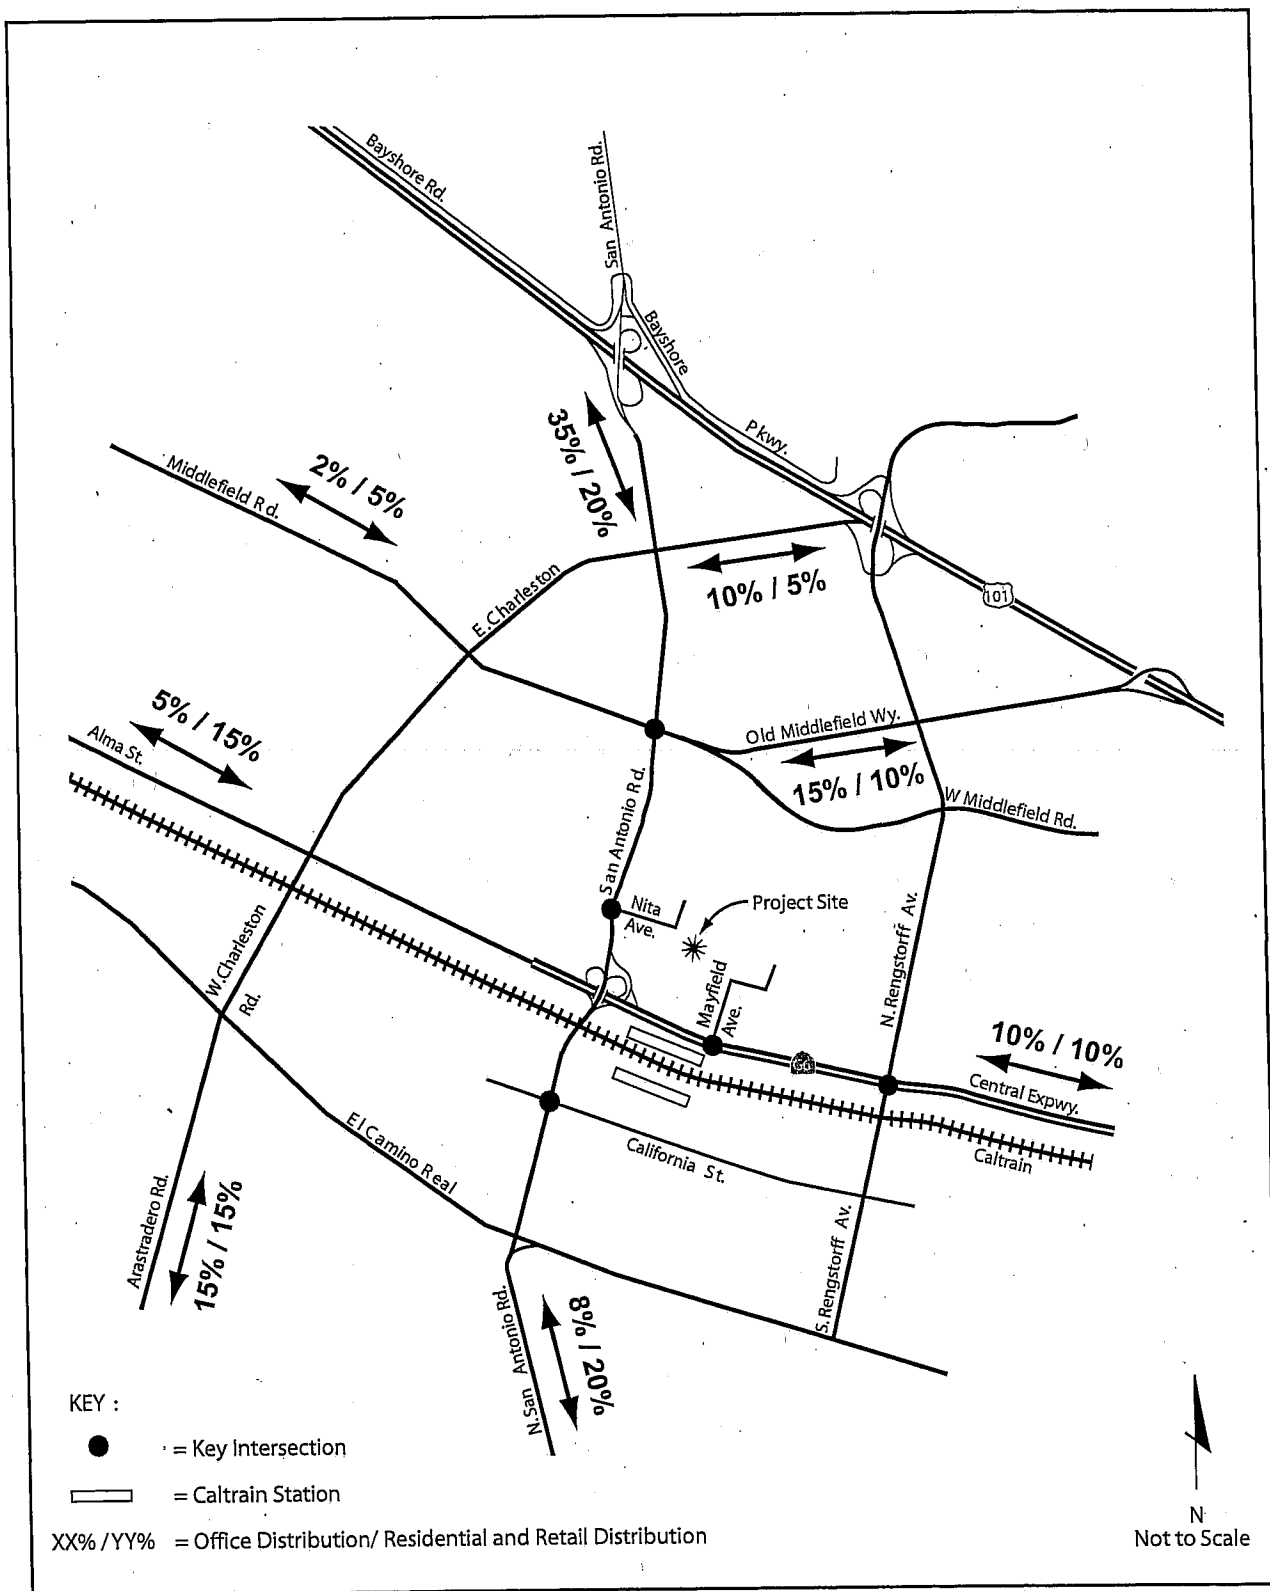 Bayshore Rd.
San Antonio Rd.
Bayshore
Pkwy.
35% / 20%
Middlefield Rd.
2% / 5%
E. Charleston
10% / 5%
101
5% / 15%
Alma St.
Old Middlefield Wy.
15% / 10%
W Middlefield Rd.
San Antonio Rd.
Nita
Ave.
Project Site
Mayfield
Ave.
N. Rengstorff Av.
W. Charleston
Rd.
10% / 10%
Central Expwy.
Caltrain
El Camino Real
California St.
Arastradero Rd.
15% / 15%
S. Rengstorff Av.
N. San Antonio Rd.
8% / 20%
KEY :
= Key Intersection
= Caltrain Station
XX% / YY% = Office Distribution/ Residential and Retail Distribution
N
Not to Scale